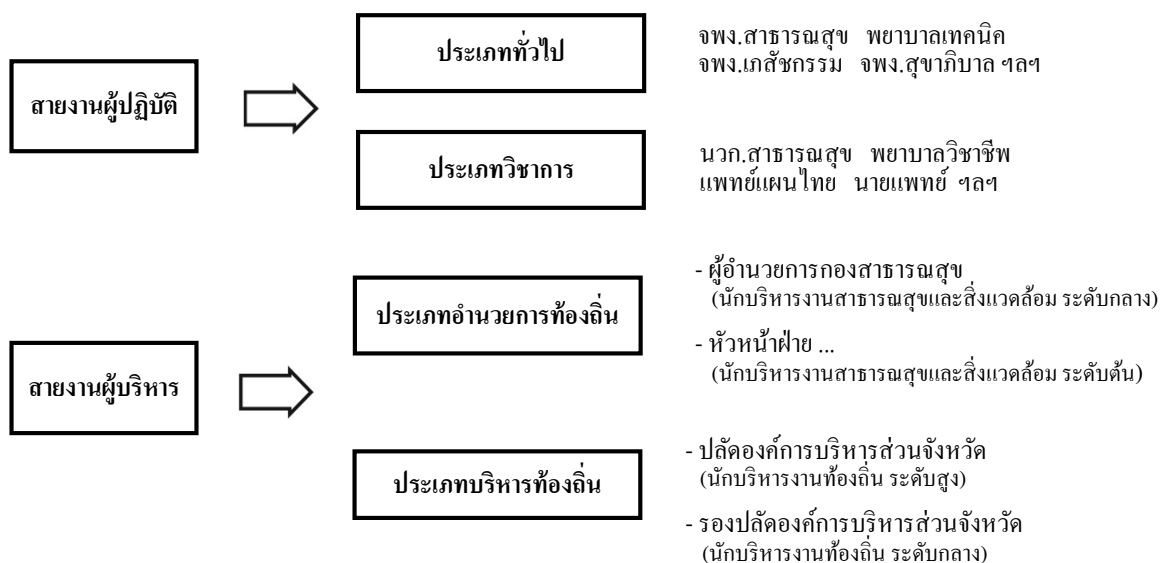 สายงานผู้ปฏิบัติ
ประเภททั่วไป
จพง.สาธารณสุข พยาบาลเทคนิค
จพง.เภสัชกรรม จพง.สุขาภิบาล ฯลฯ
ประเภทวิชาการ
นวก.สาธารณสุข พยาบาลวิชาชีพ
แพทย์แผนไทย นายแพทย์ ฯลฯ
สายงานผู้บริหาร
ประเภทอำนวยการท้องถิ่น
- ผู้อำนวยการกองสาธารณสุข
(นักบริหารงานสาธารณสุขและสิ่งแวดล้อม ระดับกลาง)
- หัวหน้าฝ่าย ...
(นักบริหารงานสาธารณสุขและสิ่งแวดล้อม ระดับต้น)
ประเภทบริหารท้องถิ่น
- ปลัดองค์การบริหารส่วนจังหวัด
(นักบริหารงานท้องถิ่น ระดับสูง)
- รองปลัดองค์การบริหารส่วนจังหวัด
(นักบริหารงานท้องถิ่น ระดับกลาง)